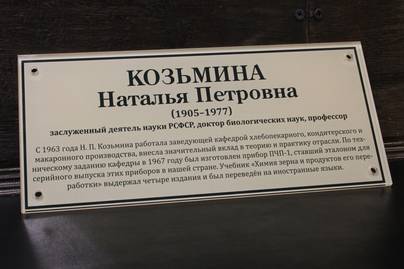 КОЗЬМИНА
Наталья Петровна
(1905–1977)
заслуженный деятель науки РСФСР, доктор биологических наук, профессор
С 1963 года Н. П. Козьмина работала заведующей кафедрой хлебопекарного, кондитерского и
макаронного производства, внесла значительный вклад в теорию и практику отрасли. По тех-
ническому заданию кафедры в 1967 году был изготовлен прибор ПЧП-1, ставший эталоном для
серийного выпуска этих приборов в нашей стране. Учебник «Химия зерна и продуктов его пере-
работки» выдержал четыре издания и был переведён на иностранные языки.